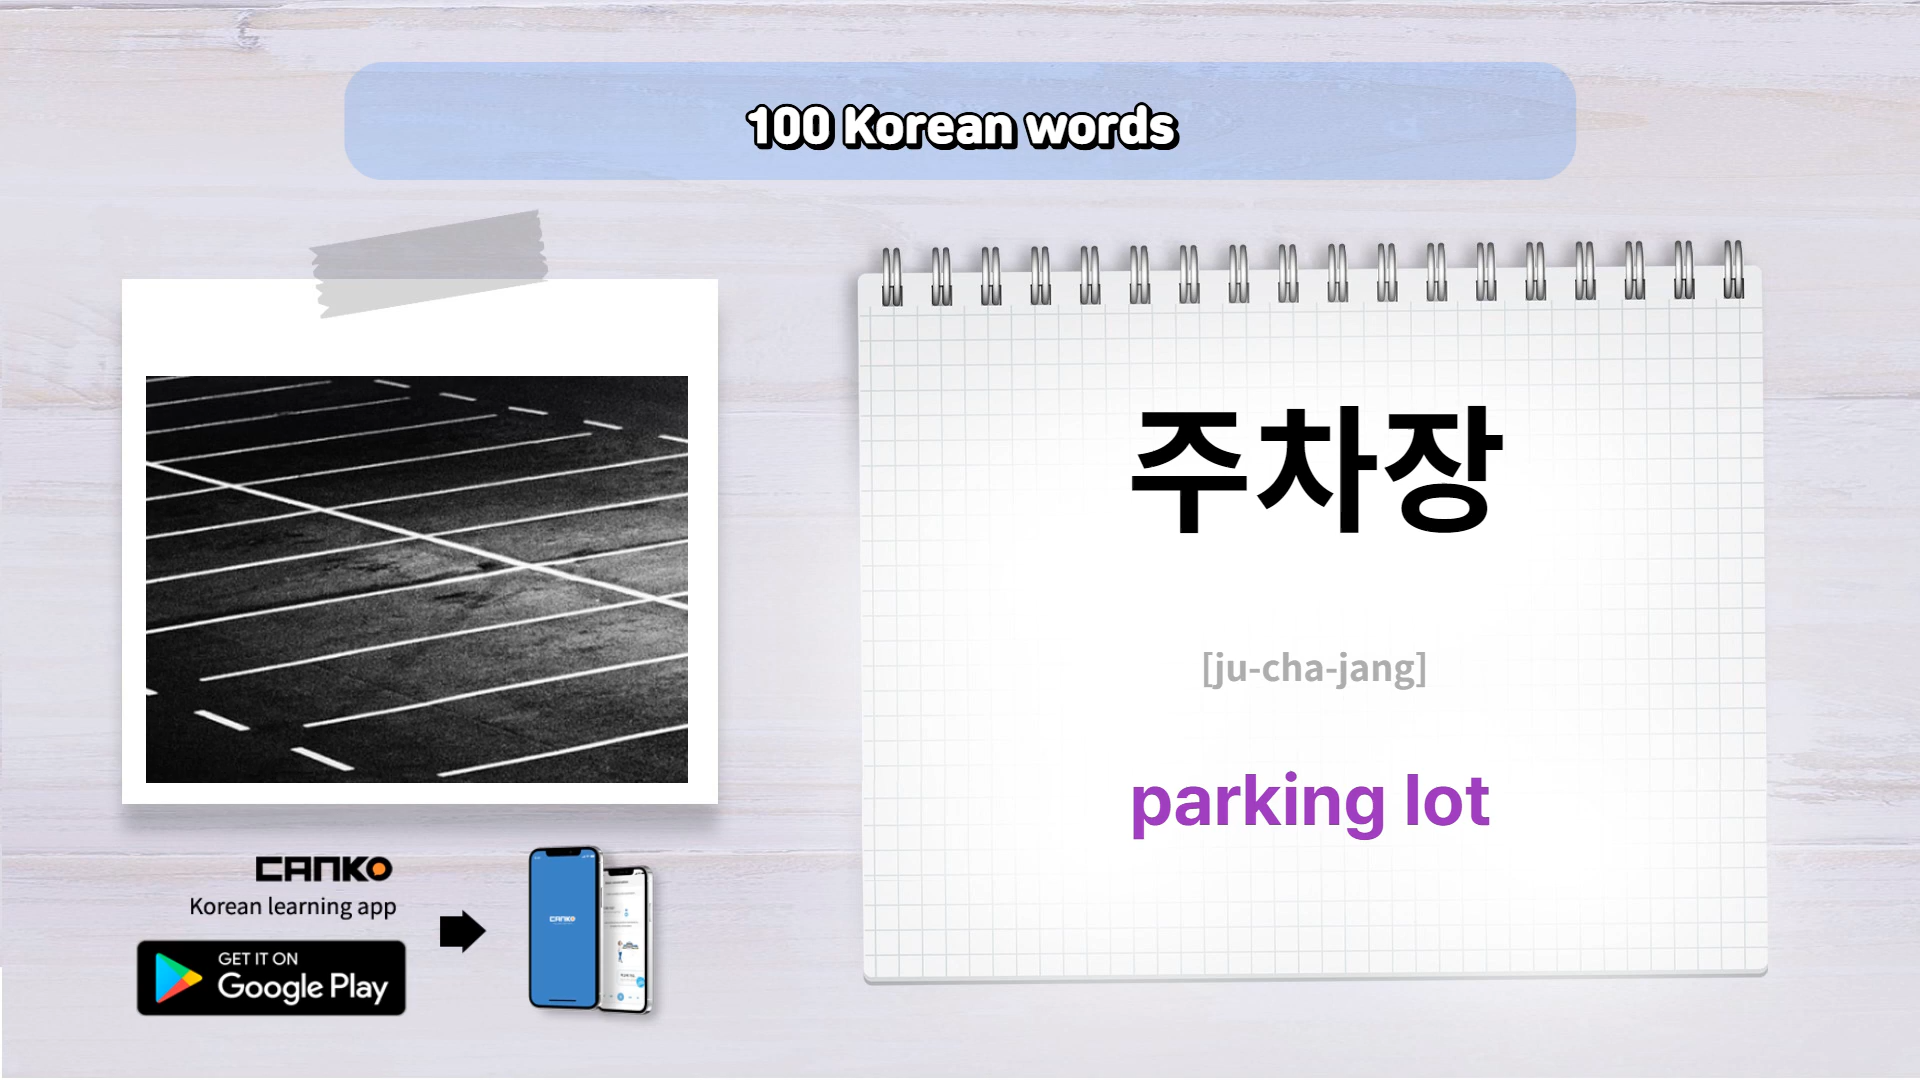 100 Korean words
주차장
[ju-cha-jang]
parking lot
CANKO
Korean learning app
GET IT ON
Google Play
CANKO